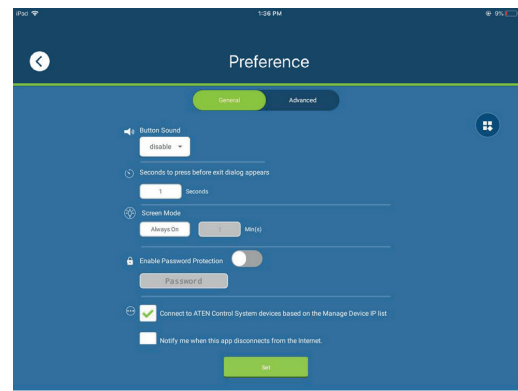 iPad 1:36 PM 9%
Preference
General Advanced
Button Sound
disable
Seconds to press before exit dialog appears
1 Seconds
Screen Mode
Always On 1 Min(s)
Enable Password Protection
Password
Connect to ATEN Control System devices based on the Manage Device IP list
Notify me when this app disconnects from the Internet.
Set